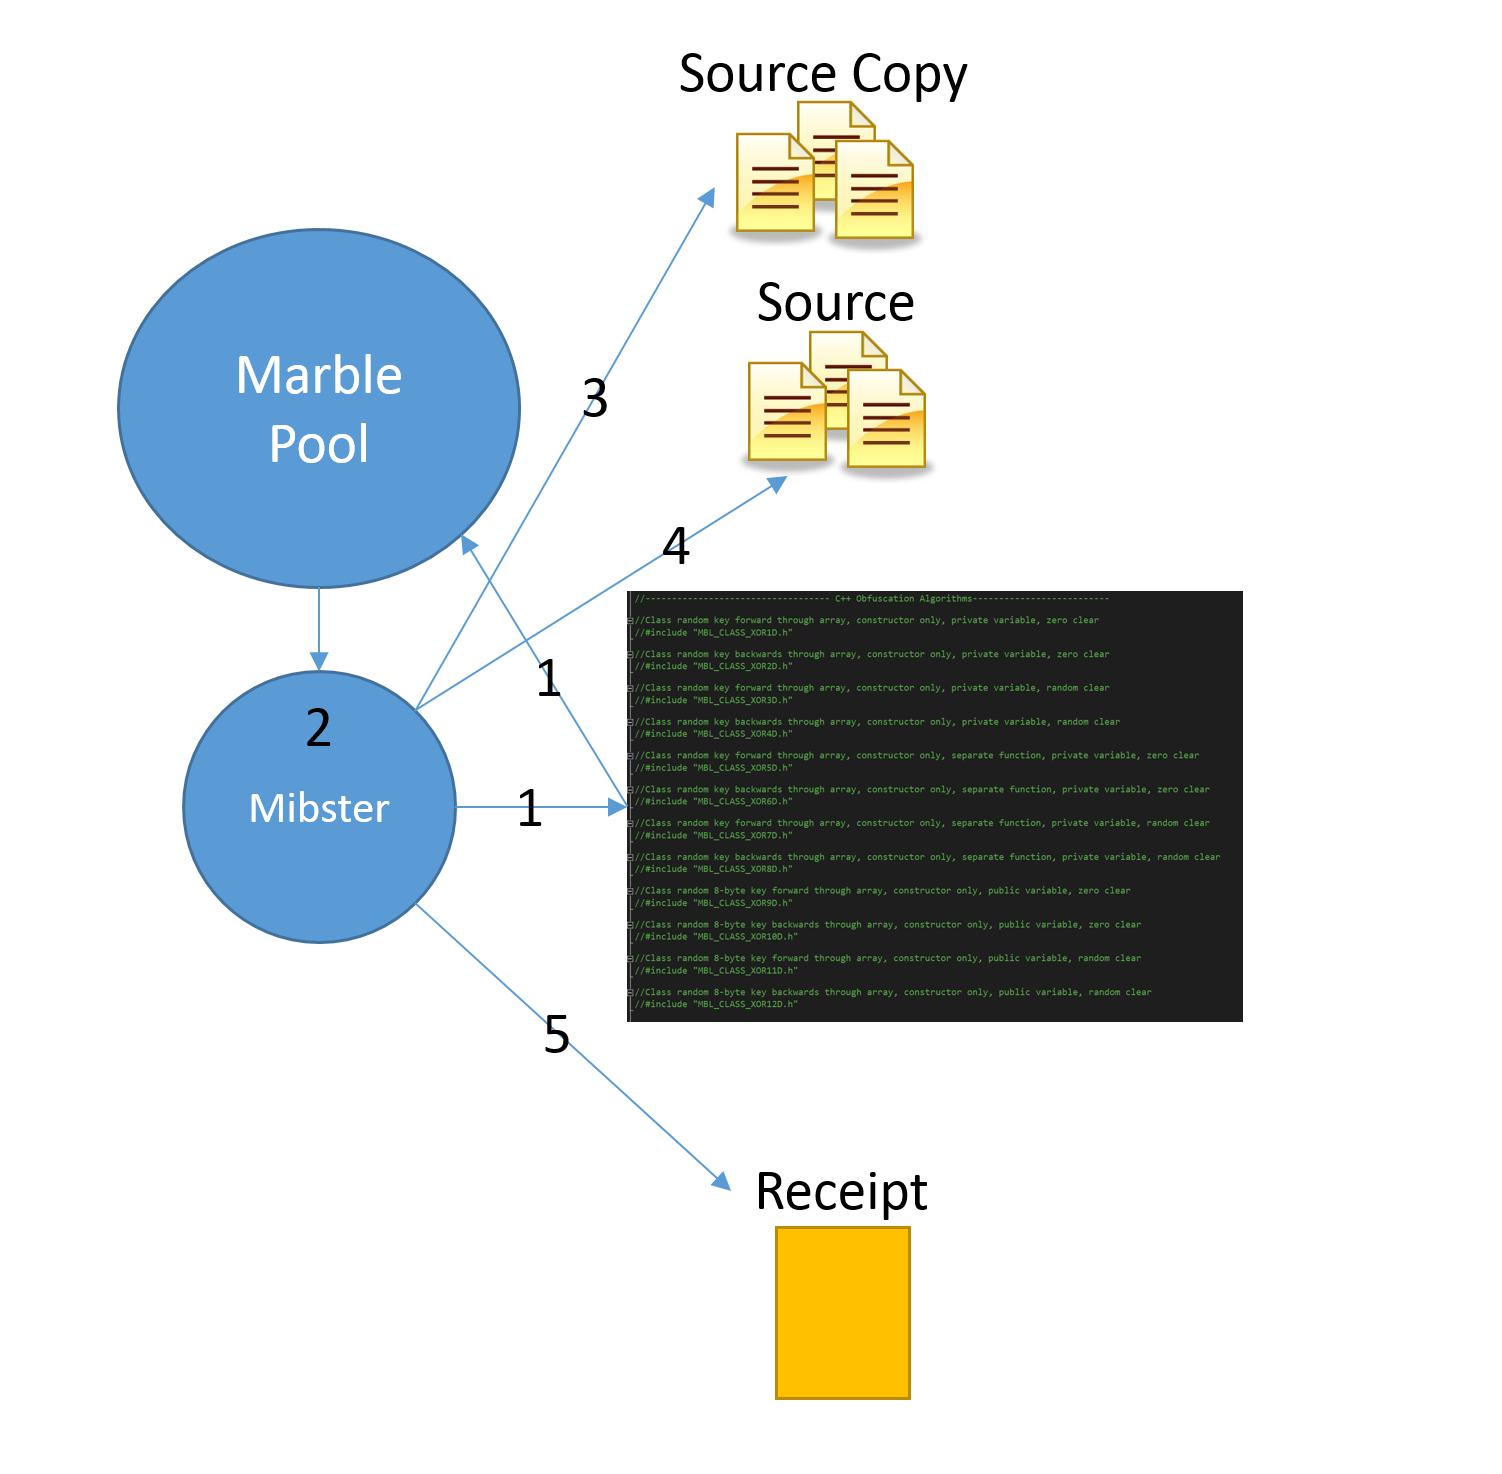 Source Copy
Source
Marble
Pool
3
4
1
2
Mibster
1
5
//----------------------------------- C++ Obfuscation Algorithms--------------------------
//Class random key forward through array, constructor only, private variable, zero clear
//#include "MBL_CLASS_XOR1D.h"
//Class random key backwards through array, constructor only, private variable, zero clear
//#include "MBL_CLASS_XOR2D.h"
//Class random key forward through array, constructor only, private variable, random clear
//#include "MBL_CLASS_XOR3D.h"
//Class random key backwards through array, constructor only, private variable, random clear
//#include "MBL_CLASS_XOR4D.h"
//Class random key forward through array, constructor only, separate function, private variable, zero clear
//#include "MBL_CLASS_XOR5D.h"
//Class random key backwards through array, constructor only, separate function, private variable, zero clear
//#include "MBL_CLASS_XOR6D.h"
//Class random key forward through array, constructor only, separate function, private variable, random clear
//#include "MBL_CLASS_XOR7D.h"
//Class random key backwards through array, constructor only, separate function, private variable, random clear
//#include "MBL_CLASS_XOR8D.h"
//Class random 8-byte key forward through array, constructor only, public variable, zero clear
//#include "MBL_CLASS_XOR9D.h"
//Class random 8-byte key backwards through array, constructor only, public variable, zero clear
//#include "MBL_CLASS_XOR10D.h"
//Class random 8-byte key forward through array, constructor only, public variable, random clear
//#include "MBL_CLASS_XOR11D.h"
//Class random 8-byte key backwards through array, constructor only, public variable, random clear
//#include "MBL_CLASS_XOR12D.h"
Receipt